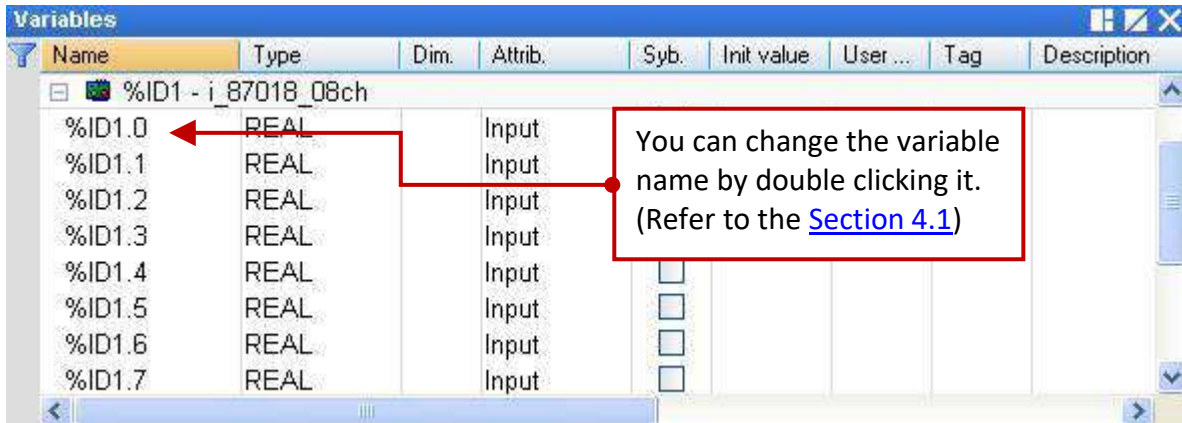 Variables
Name Type Dim. Attrib. Syb. Init value User ... Tag Description
%ID1 - i_87018_08ch
%ID1.0 REAL Input
%ID1.1 REAL Input
%ID1.2 REAL Input
%ID1.3 REAL Input
%ID1.4 REAL Input
%ID1.5 REAL Input
%ID1.6 REAL Input
%ID1.7 REAL Input
You can change the variable
name by double clicking it.
(Refer to the Section 4.1)